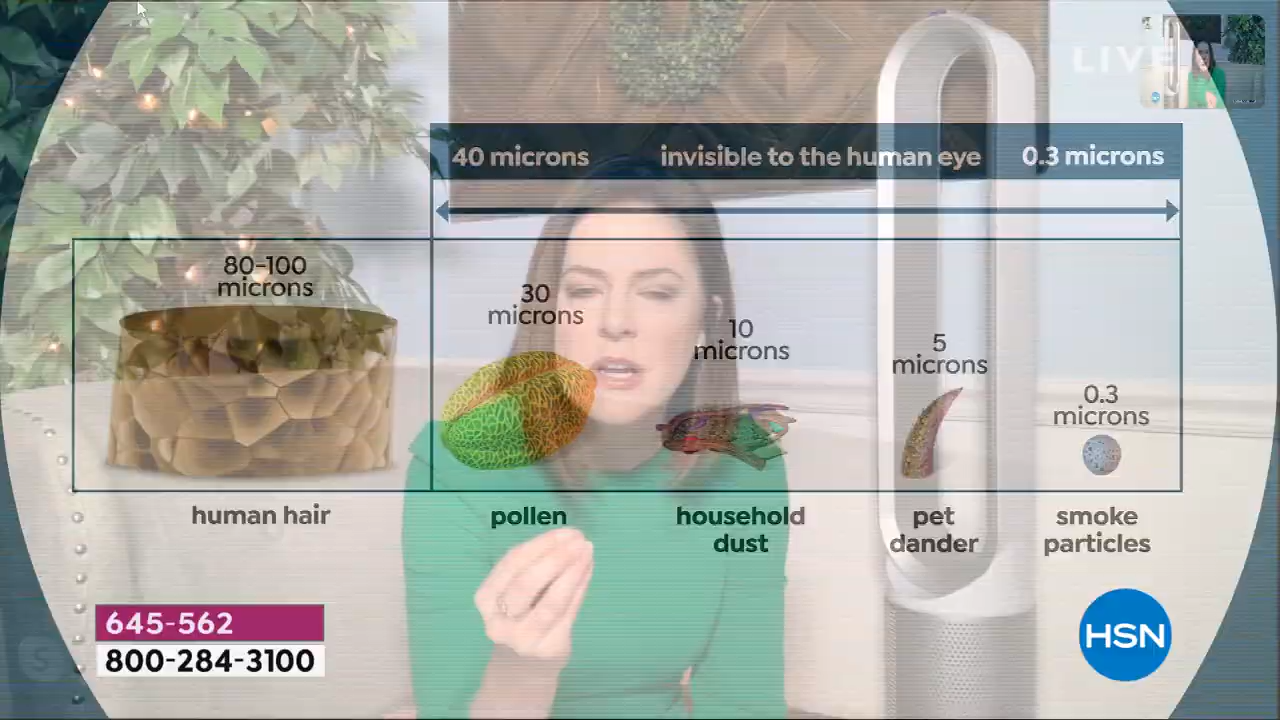 LIVE
40 microns
invisible to the human eye
0.3 microns
80-100
microns
30
microns
10
microns
5
microns
0.3
microns
human hair
pollen
household
dust
pet
dander
smoke
particles
645-562
800-284-3100
HSN